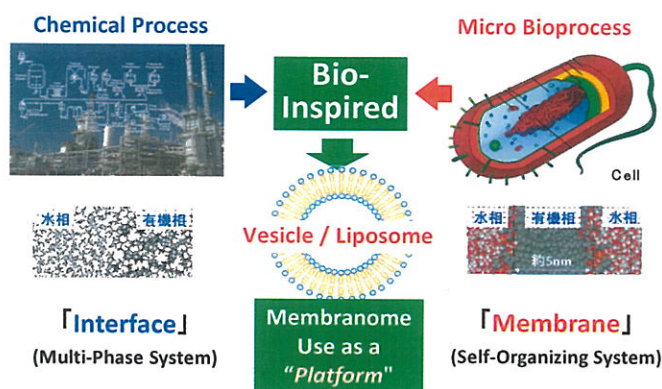 Chemical Process
Micro Bioprocess
Bio-
Inspired
Cell
水相
有機相
Vesicle / Liposome
水相
有機相
水相
約5nm
「Interface」
(Multi-Phase System)
Membranome
Use as a
"Platform"
「Membrane」
(Self-Organizing System)